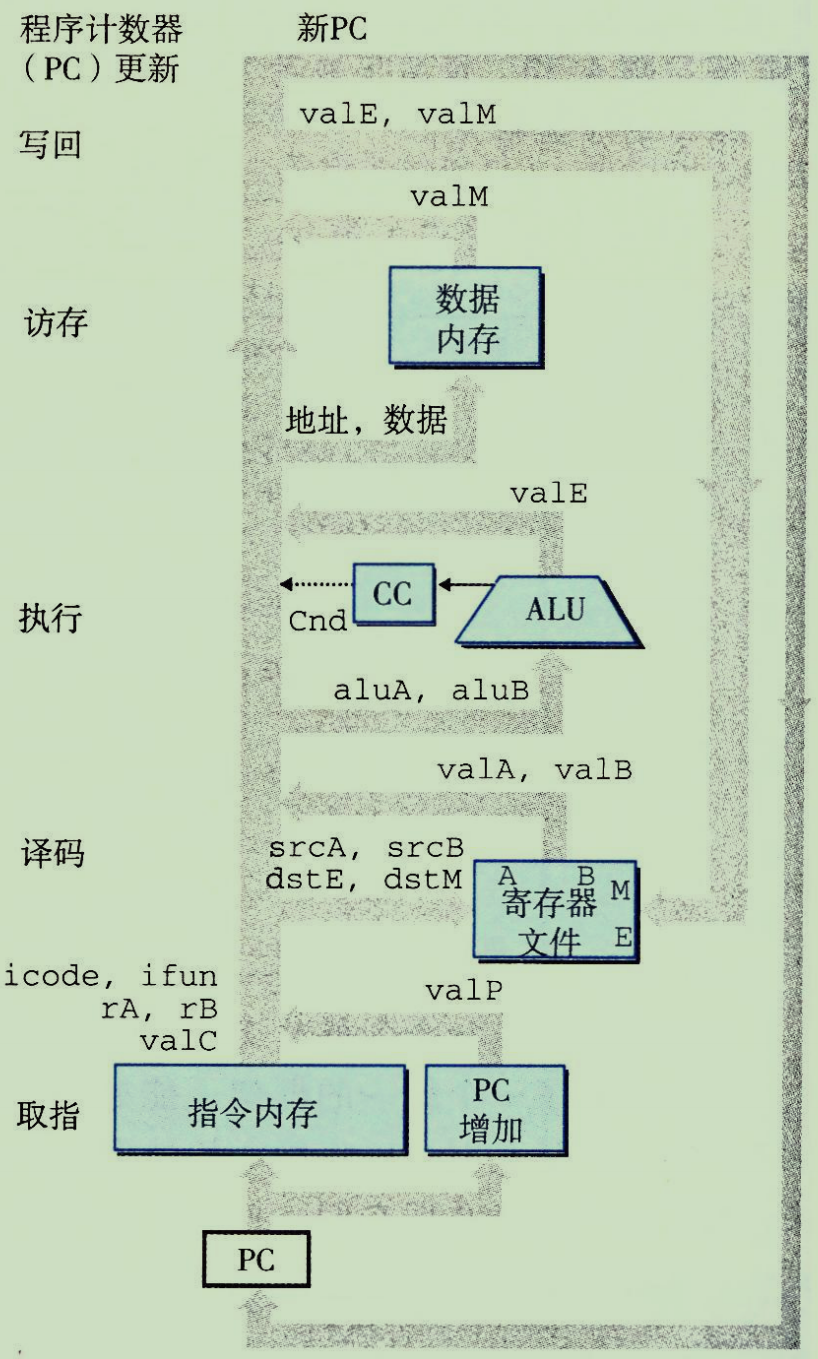 程序计数器
（PC）更新
新PC
写回
valE, valM
valM
访存
数据
内存
地址，数据
valE
执行
CC
ALU
Cnd
aluA, aluB
valA, valB
译码
srcA, srcB
dstE, dstM
A B M
寄存器
文件 E
icode, ifun
rA, rB
valC
valP
取指
指令内存
PC
增加
PC